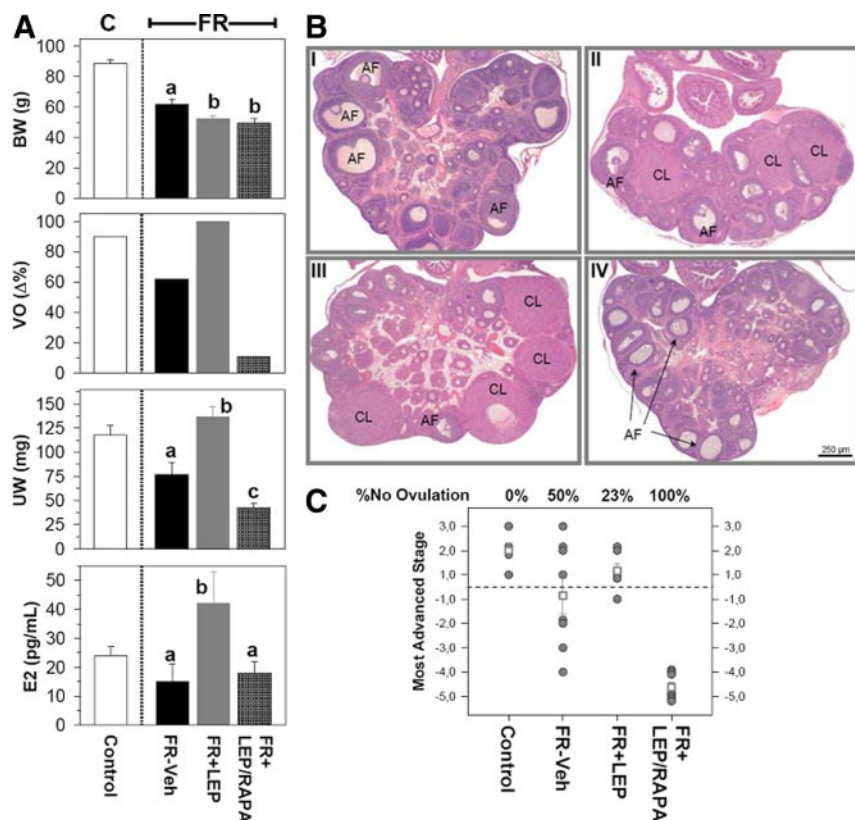 A
C
FR
BW (g)
100
80
60
40
20
0
a
b
b
VO (Δ%)
100
80
60
40
20
0
UW (mg)
150
125
100
75
50
25
0
a
b
c
E2 (pg/mL)
50
40
30
20
10
0
a
b
a
Control
FR-Veh
FR+LEP
FR+
LEP/RAPA
B
I
AF
AF
AF
AF
II
CL
CL
CL
AF
AF
III
CL
CL
CL
CL
AF
IV
AF
250 µm
C
%No Ovulation 0% 50% 23% 100%
Most Advanced Stage
3,0 3,0
2,0 2,0
1,0 1,0
-1,0 -1,0
-2,0 -2,0
-3,0 -3,0
-4,0 -4,0
-5,0 -5,0
Control
FR-Veh
FR+LEP
FR+
LEP/RAPA